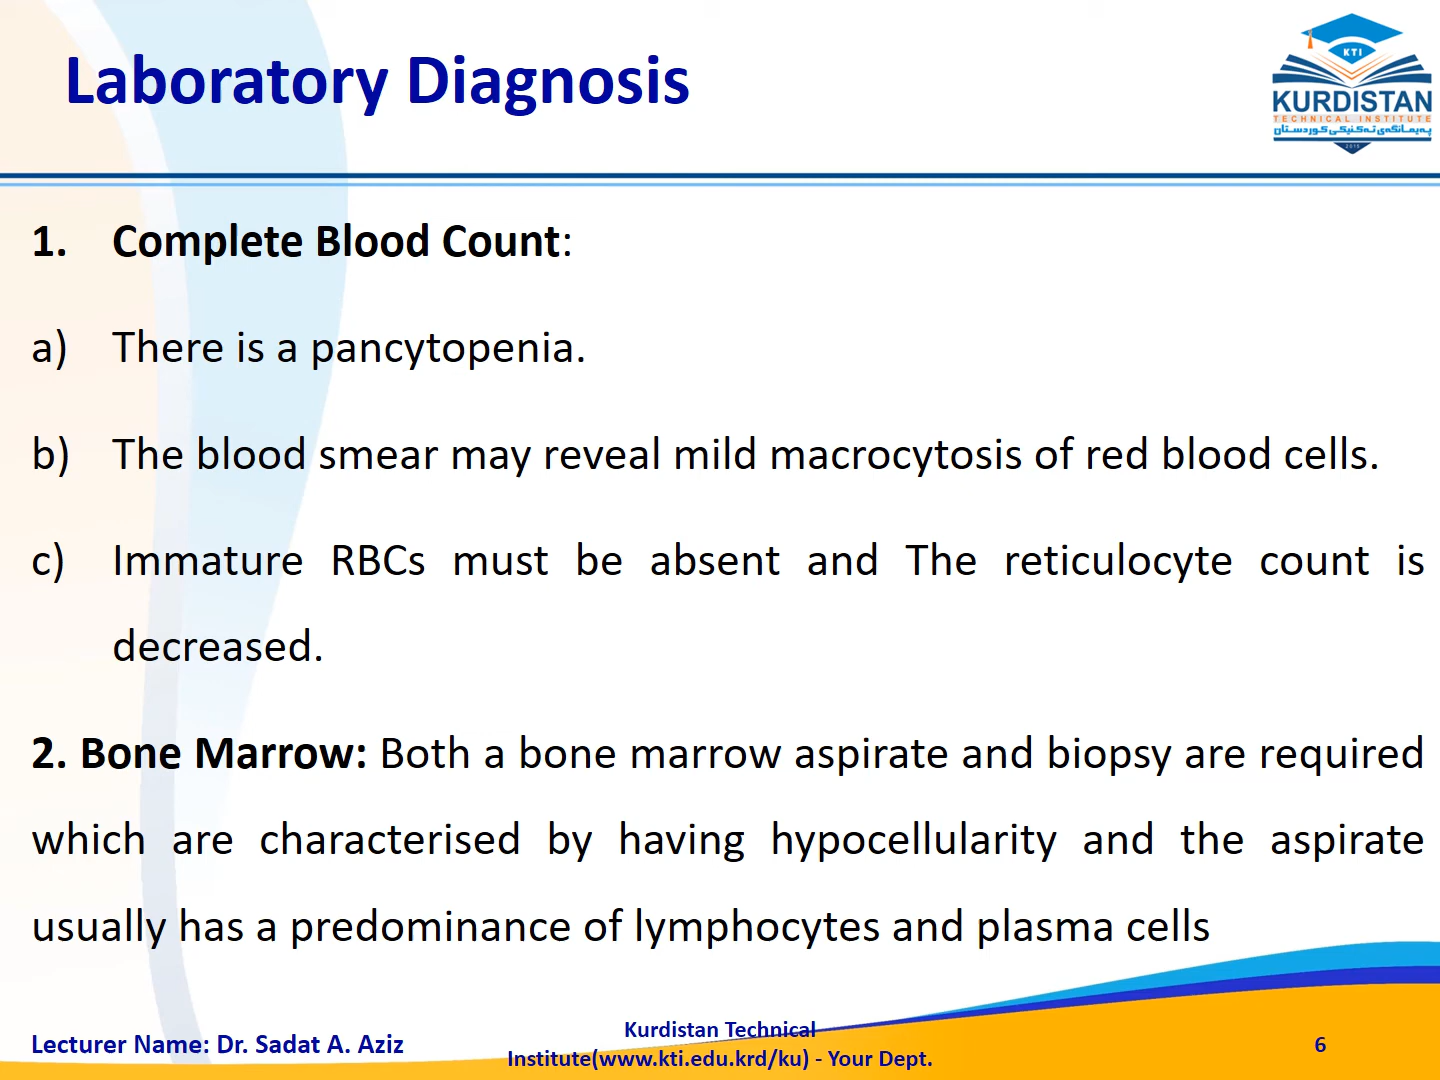 Laboratory Diagnosis
KTI
KURDISTAN
TECHNICAL INSTITUTE
پەیمانگەی تەکنیکی کوردستان
2015
1. Complete Blood Count:
a) There is a pancytopenia.
b) The blood smear may reveal mild macrocytosis of red blood cells.
c) Immature RBCs must be absent and The reticulocyte count is
decreased.
2. Bone Marrow: Both a bone marrow aspirate and biopsy are required
which are characterised by having hypocellularity and the aspirate
usually has a predominance of lymphocytes and plasma cells
Lecturer Name: Dr. Sadat A. Aziz
Kurdistan Technical
Institute(www.kti.edu.krd/ku) - Your Dept.
6